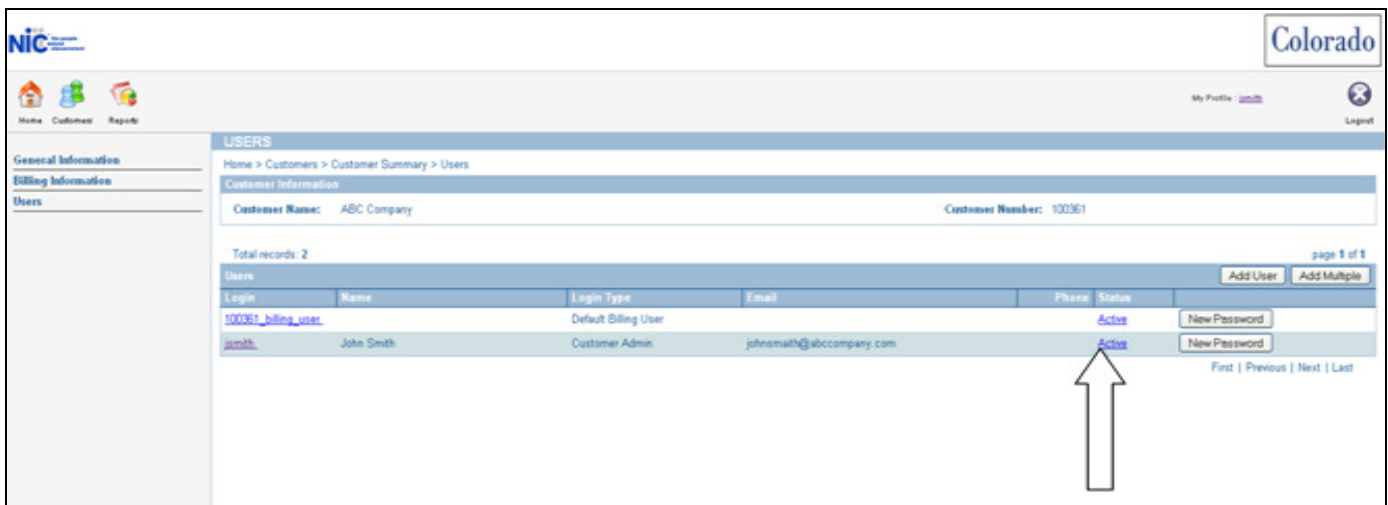 NIC
Colorado
Home Customers Reports
My Profile : jsmith
Logout
USERS
General Information
Billing Information
Users
Home > Customers > Customer Summary > Users
Customer Information
Customer Name: ABC Company Customer Number: 100361
Total records: 2 page 1 of 1
Users Add User Add Multiple
Login Name Login Type Email Phone Status
100361_billing_user Default Billing User Active New Password
jsmith John Smith Customer Admin johnsmaith@abccompany.com Active New Password
First | Previous | Next | Last